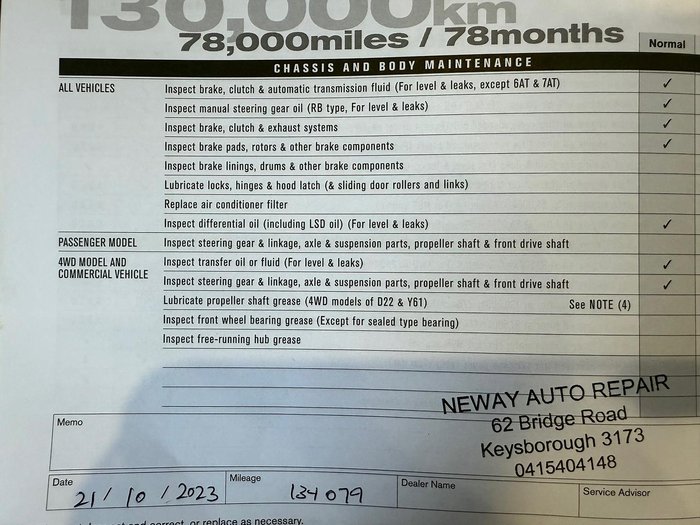 130,000km
78,000miles / 78months
Normal
CHASSIS AND BODY MAINTENANCE
ALL VEHICLES Inspect brake, clutch & automatic transmission fluid (For level & leaks, except 6AT & 7AT) ✓
Inspect manual steering gear oil (RB type, For level & leaks) ✓
Inspect brake, clutch & exhaust systems ✓
Inspect brake pads, rotors & other brake components ✓
Inspect brake linings, drums & other brake components
Lubricate locks, hinges & hood latch (& sliding door rollers and links)
Replace air conditioner filter
Inspect differential oil (including LSD oil) (For level & leaks) ✓
PASSENGER MODEL Inspect steering gear & linkage, axle & suspension parts, propeller shaft & front drive shaft
4WD MODEL AND Inspect transfer oil or fluid (For level & leaks) ✓
COMMERCIAL VEHICLE Inspect steering gear & linkage, axle & suspension parts, propeller shaft & front drive shaft ✓
Lubricate propeller shaft grease (4WD models of D22 & Y61) See NOTE (4)
Inspect front wheel bearing grease (Except for sealed type bearing)
Inspect free-running hub grease
NEWAY AUTO REPAIR
62 Bridge Road
Keysborough 3173
0415404148
Memo
Date 21/10/2023 Mileage 134079 Dealer Name
Service Advisor
and correct, or replace as necessary.